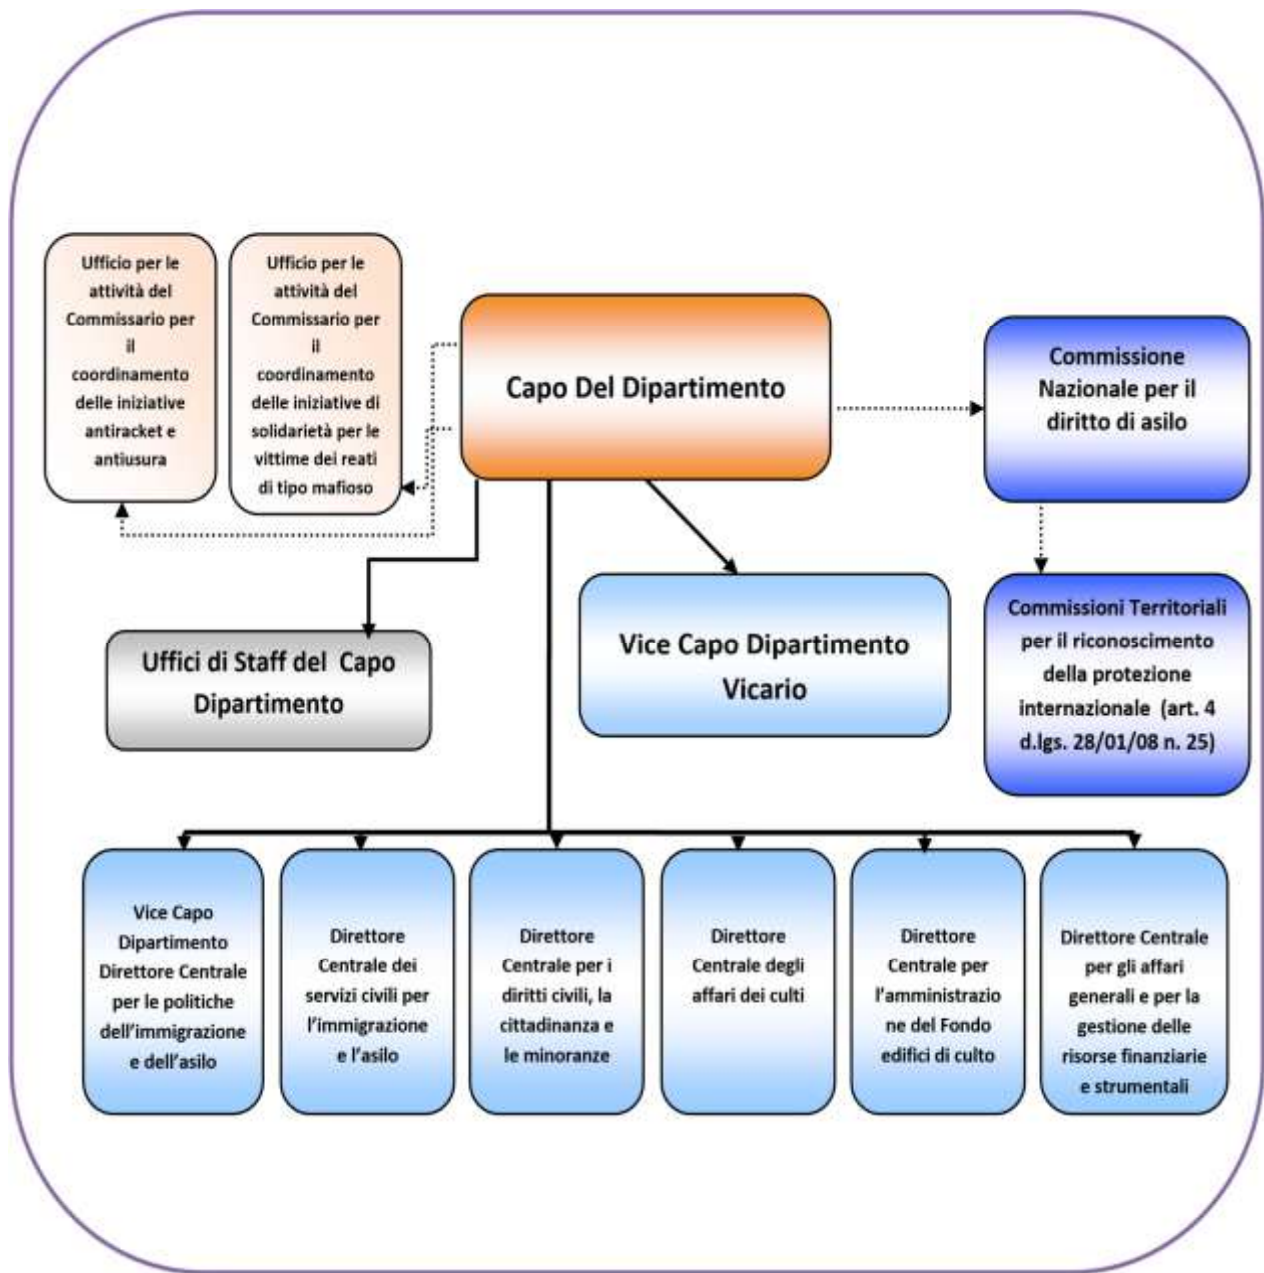 Ufficio per le
attività del
Commissario per
il
coordinamento
delle iniziative
antiracket e
antiusura
Ufficio per le
attività del
Commissario per
il
coordinamento
delle iniziative di
solidarietà per le
vittime dei reati
di tipo mafioso
Capo Del Dipartimento
Commissione
Nazionale per il
diritto di asilo
Uffici di Staff del Capo
Dipartimento
Vice Capo Dipartimento
Vicario
Commissioni Territoriali
per il riconoscimento
della protezione
internazionale (art. 4
d.lgs. 28/01/08 n. 25)
Vice Capo
Dipartimento
Direttore Centrale
per le politiche
dell'immigrazione
e dell'asilo
Direttore
Centrale dei
servizi civili per
l'immigrazione
e l'asilo
Direttore
Centrale per i
diritti civili, la
cittadinanza e
le minoranze
Direttore
Centrale degli
affari dei culti
Direttore
Centrale per
l'amministrazio
ne del Fondo
edifici di culto
Direttore Centrale
per gli affari
generali e per la
gestione delle
risorse finanziarie
e strumentali